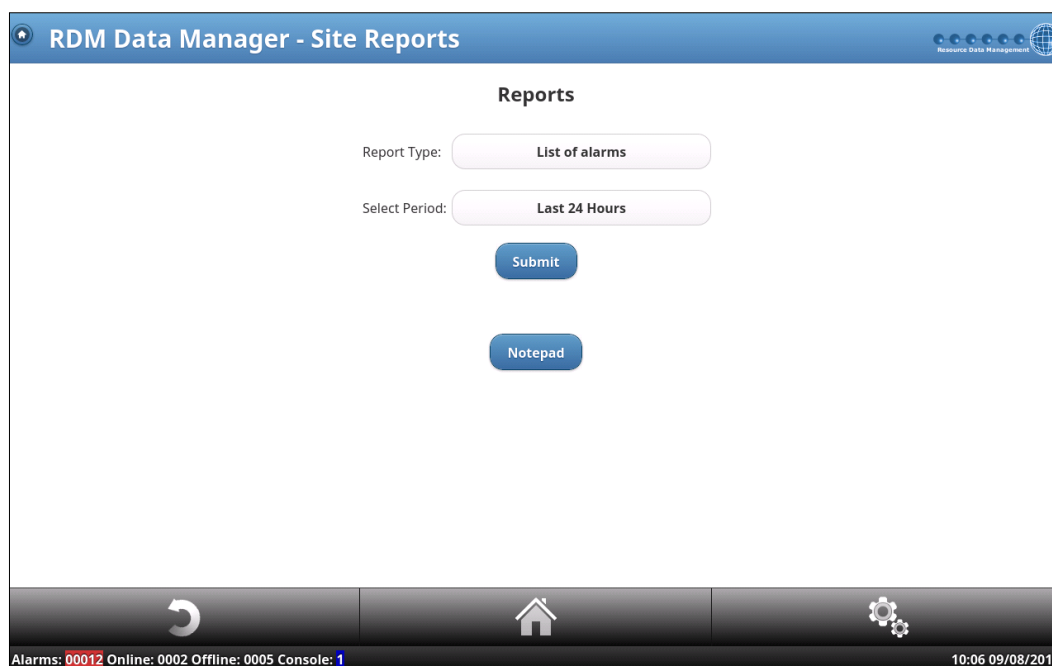 RDM Data Manager - Site Reports
Resource Data Management
Reports
Report Type: List of alarms
Select Period: Last 24 Hours
Submit
Notepad
Alarms: 00012 Online: 0002 Offline: 0005 Console: 1
10:06 09/08/201